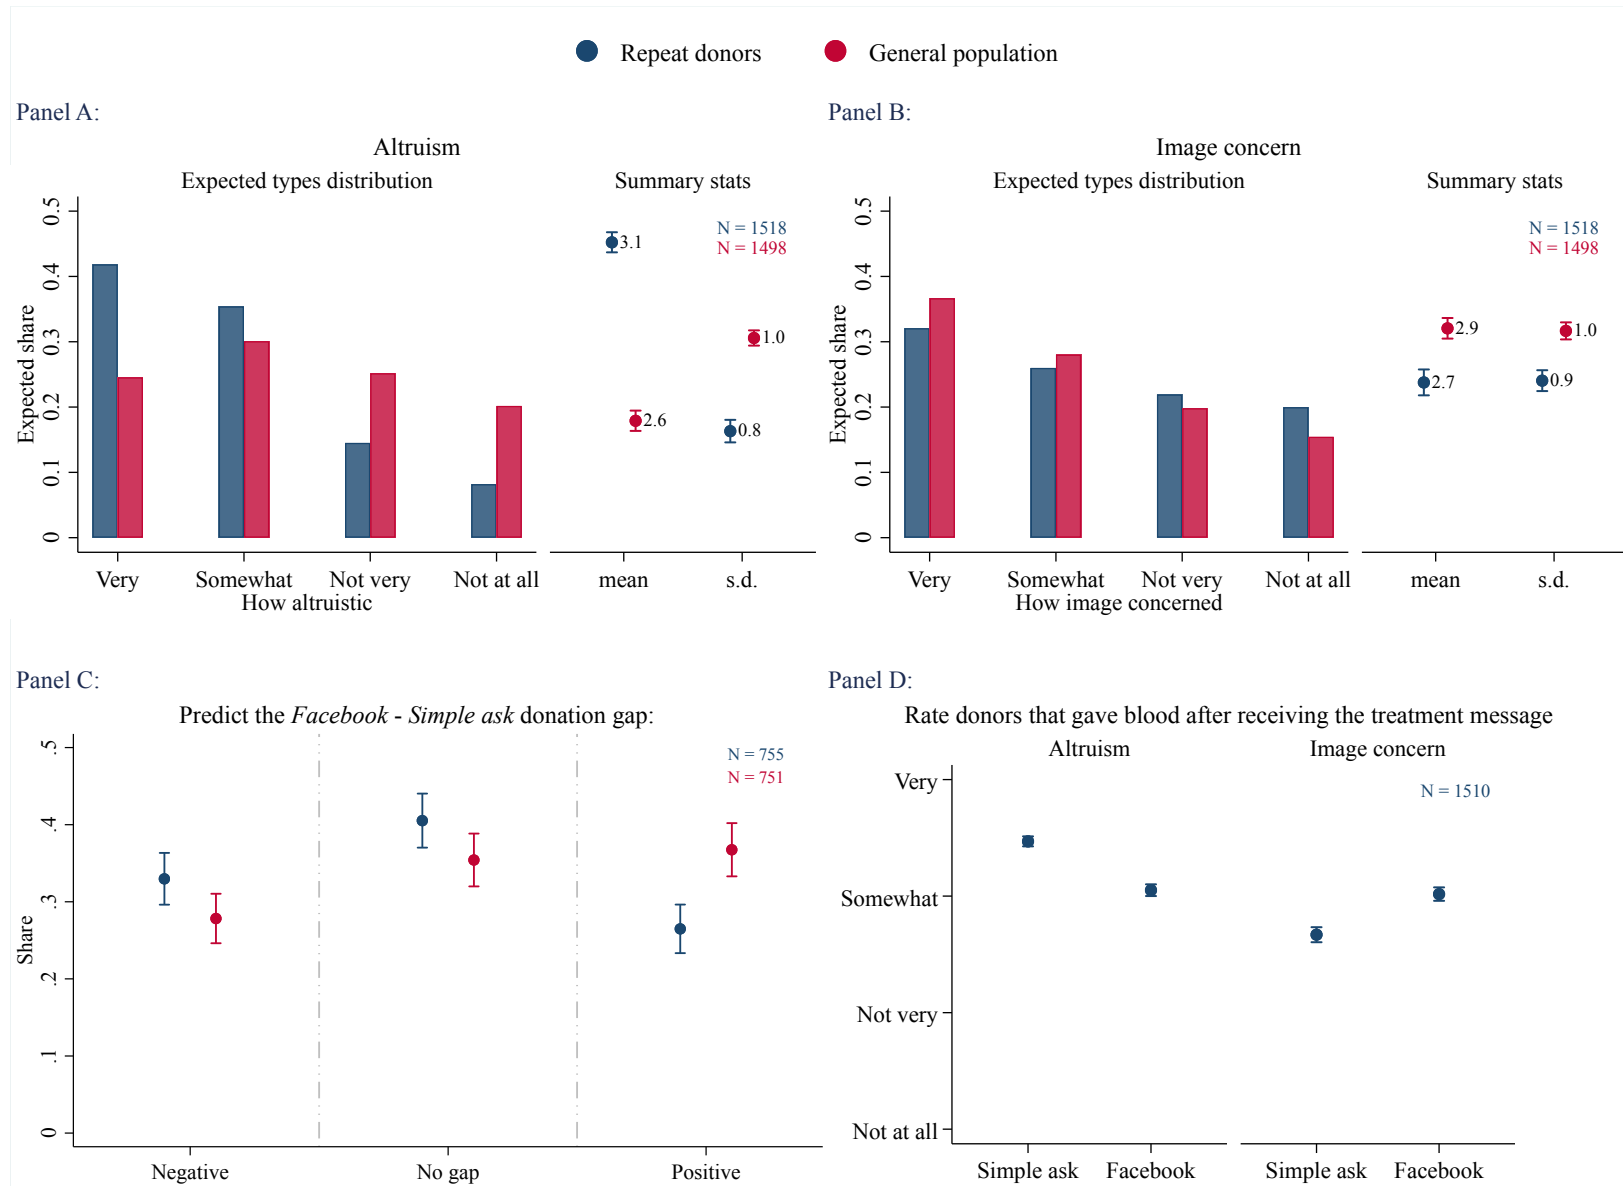 Repeat donors
General population
Panel A:
Altruism
Expected types distribution
Summary stats
Expected share
0.5
0.4
0.3
0.2
0.1
0
N = 1518
N = 1498
3.1
2.6
1.0
0.8
Very
Somewhat
Not very
Not at all
How altruistic
mean
s.d.
Panel B:
Image concern
Expected types distribution
Summary stats
Expected share
0.5
0.4
0.3
0.2
0.1
0
N = 1518
N = 1498
2.9
2.7
1.0
0.9
Very
Somewhat
Not very
Not at all
How image concerned
mean
s.d.
Panel C:
Predict the Facebook - Simple ask donation gap:
Share
.5
.4
.3
.2
.1
0
N = 755
N = 751
Negative
No gap
Positive
Panel D:
Rate donors that gave blood after receiving the treatment message
Altruism
Image concern
N = 1510
Very
Somewhat
Not very
Not at all
Simple ask
Facebook
Simple ask
Facebook